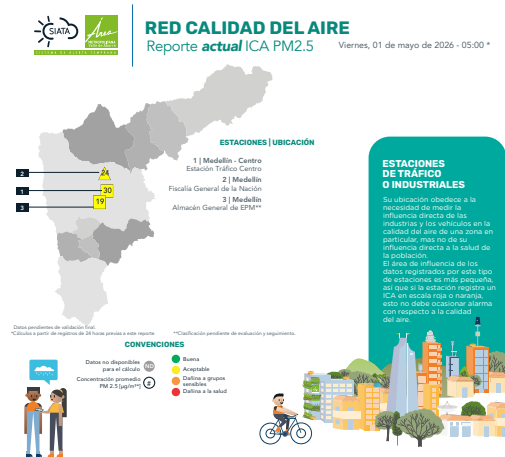 SIATA
Área
METROPOLITANA
Valle de Aburrá
RED CALIDAD DEL AIRE
Reporte actual ICA PM2.5
Viernes, 01 de mayo de 2026 - 05:00 *
ESTACIONES | UBICACIÓN
1 | Medellín - Centro
Estación Tráfico Centro
2 | Medellín
Fiscalía General de la Nación
3 | Medellín
Almacén General de EPM**
2
24
1
30
3
19
ESTACIONES
DE TRÁFICO
O INDUSTRIALES
Su ubicación obedece a la
necesidad de medir la
influencia directa de las
industrias y los vehículos en la
calidad del aire de una zona en
particular, mas no de su
influencia directa a la salud de
la población.
El área de influencia de los
datos registrados por este tipo
de estaciones es más pequeña,
así que si la estación registra un
ICA en escala roja o naranja,
esto no debe ocasionar alarma
con respecto a la calidad
del aire.
Datos pendientes de validación final.
*Cálculos a partir de registros de 24 horas previas a este reporte
**Clasificación pendiente de evaluación y seguimiento.
CONVENCIONES
Datos no disponibles
para el cálculo
ND
Concentración promedio
PM 2.5 [µg/m³]
#
Buena
Aceptable
Dañina a grupos
sensibles
Dañina a la salud